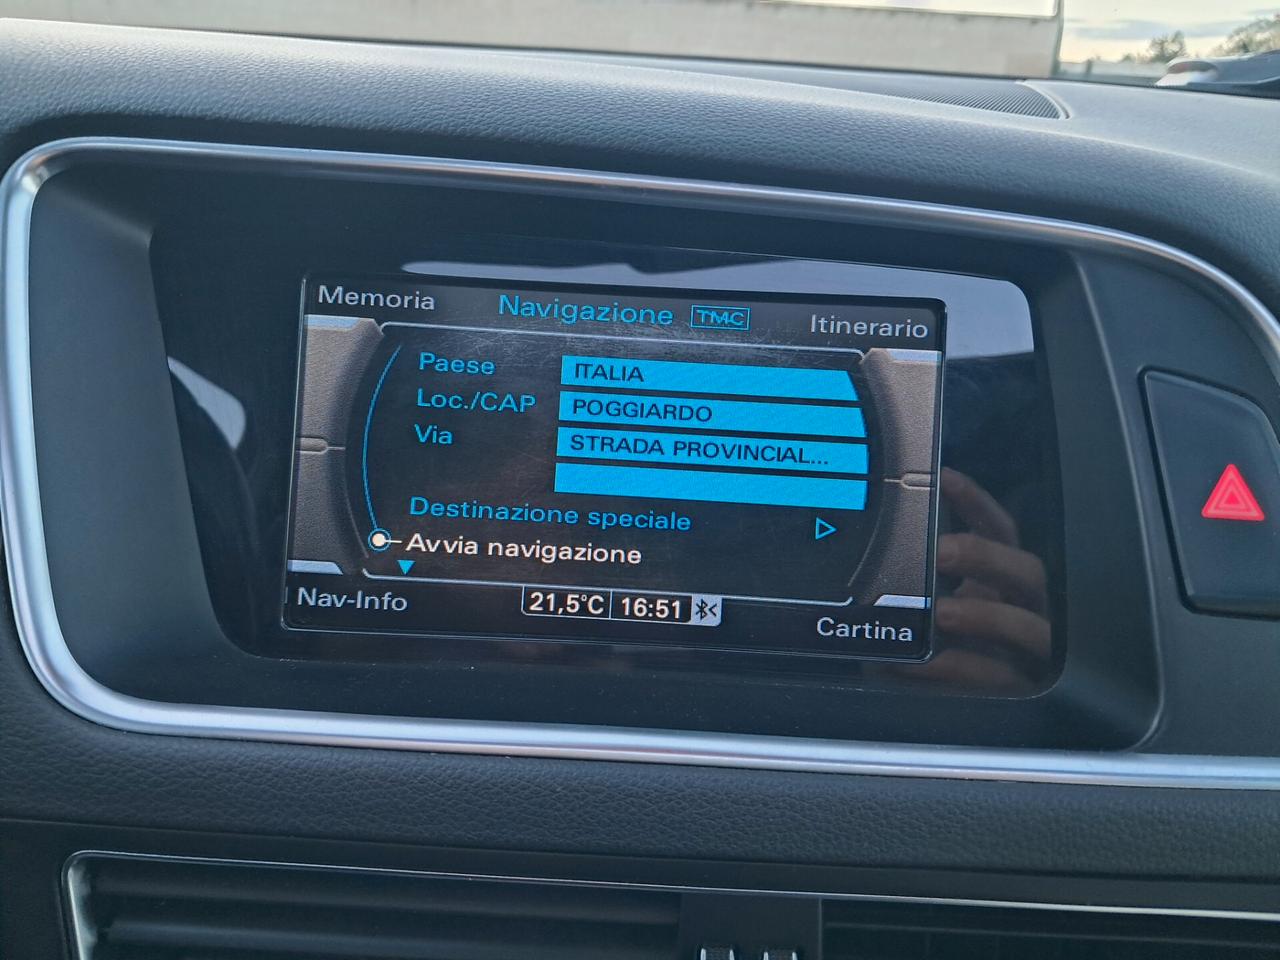 Memoria
Navigazione TMC
Itinerario
Paese ITALIA
Loc./CAP POGGIARDO
Via STRADA PROVINCIAL...
Destinazione speciale
Avvia navigazione
Nav-Info
21,5°C 16:51
Cartina